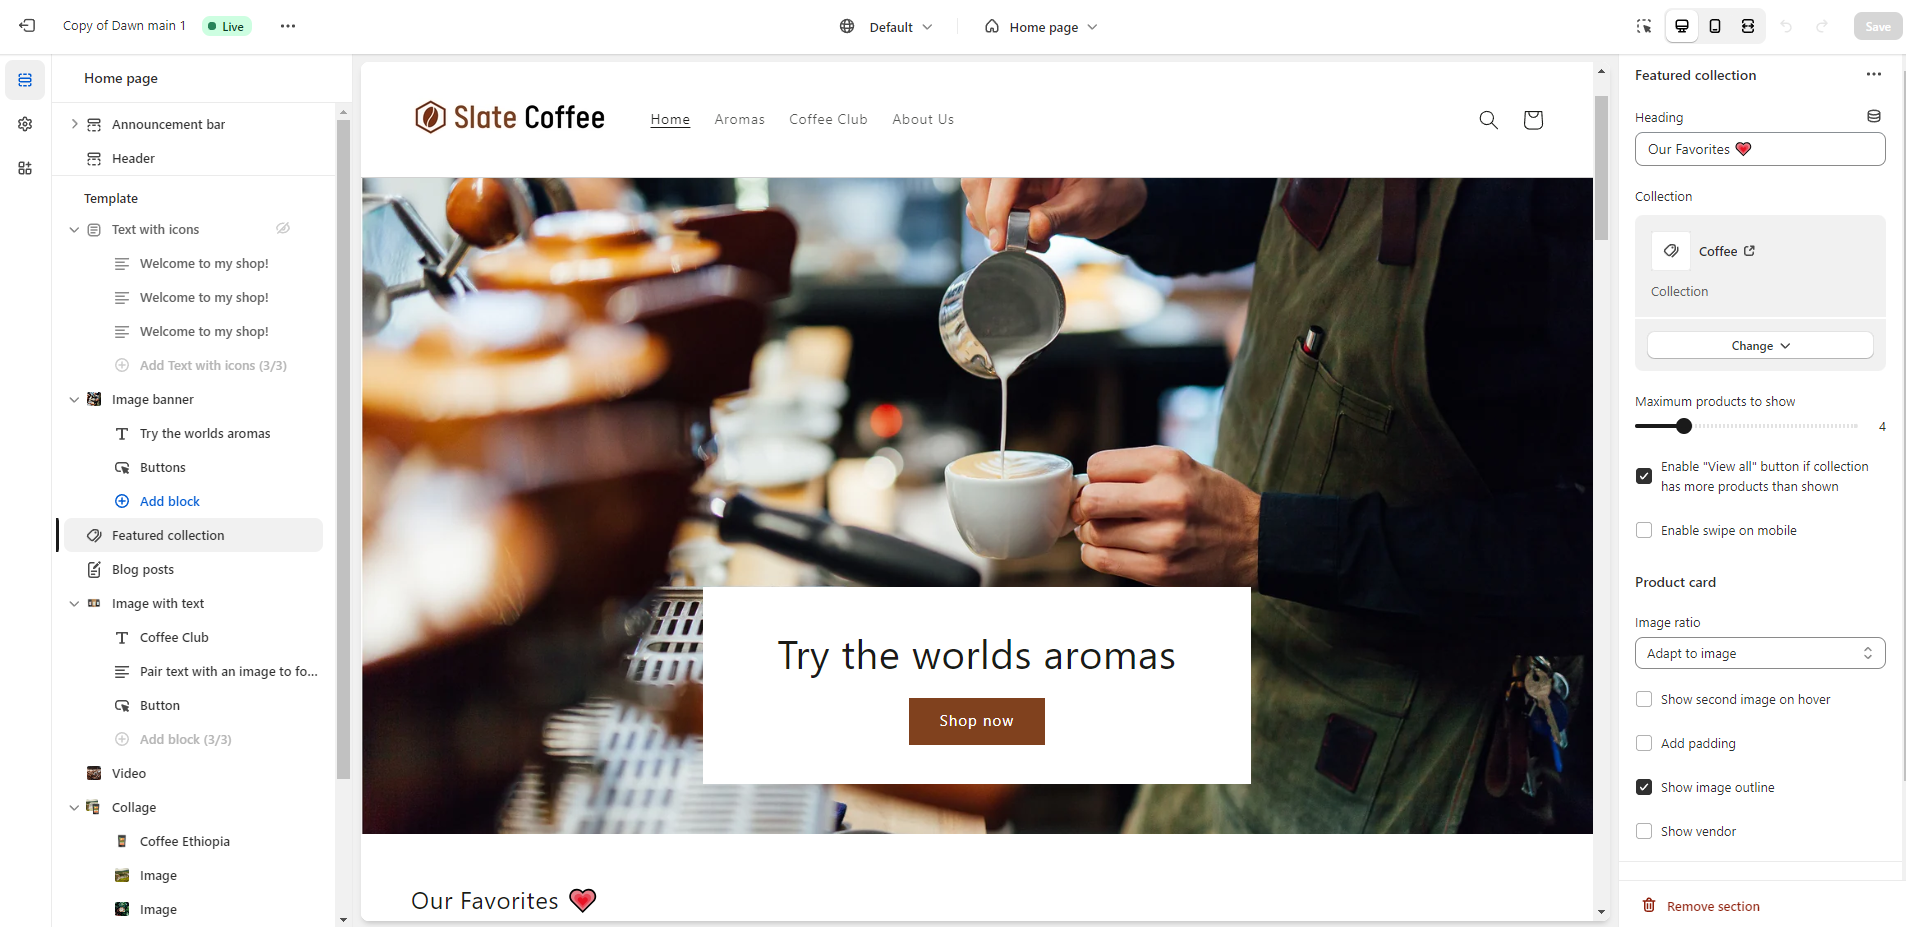 Copy of Dawn main 1
Live
Default
Home page
Save
Home page
Announcement bar
Header
Template
Text with icons
Welcome to my shop!
Welcome to my shop!
Welcome to my shop!
Add Text with icons (3/3)
Image banner
Try the worlds aromas
Buttons
Add block
Featured collection
Blog posts
Image with text
Coffee Club
Pair text with an image to fo...
Button
Add block (3/3)
Video
Collage
Coffee Ethiopia
Image
Image
Slate Coffee
Home Aromas Coffee Club About Us
Try the worlds aromas
Shop now
Our Favorites
Featured collection
Heading
Our Favorites
Collection
Coffee
Collection
Change
Maximum products to show
4
Enable "View all" button if collection
has more products than shown
Enable swipe on mobile
Product card
Image ratio
Adapt to image
Show second image on hover
Add padding
Show image outline
Show vendor
Remove section